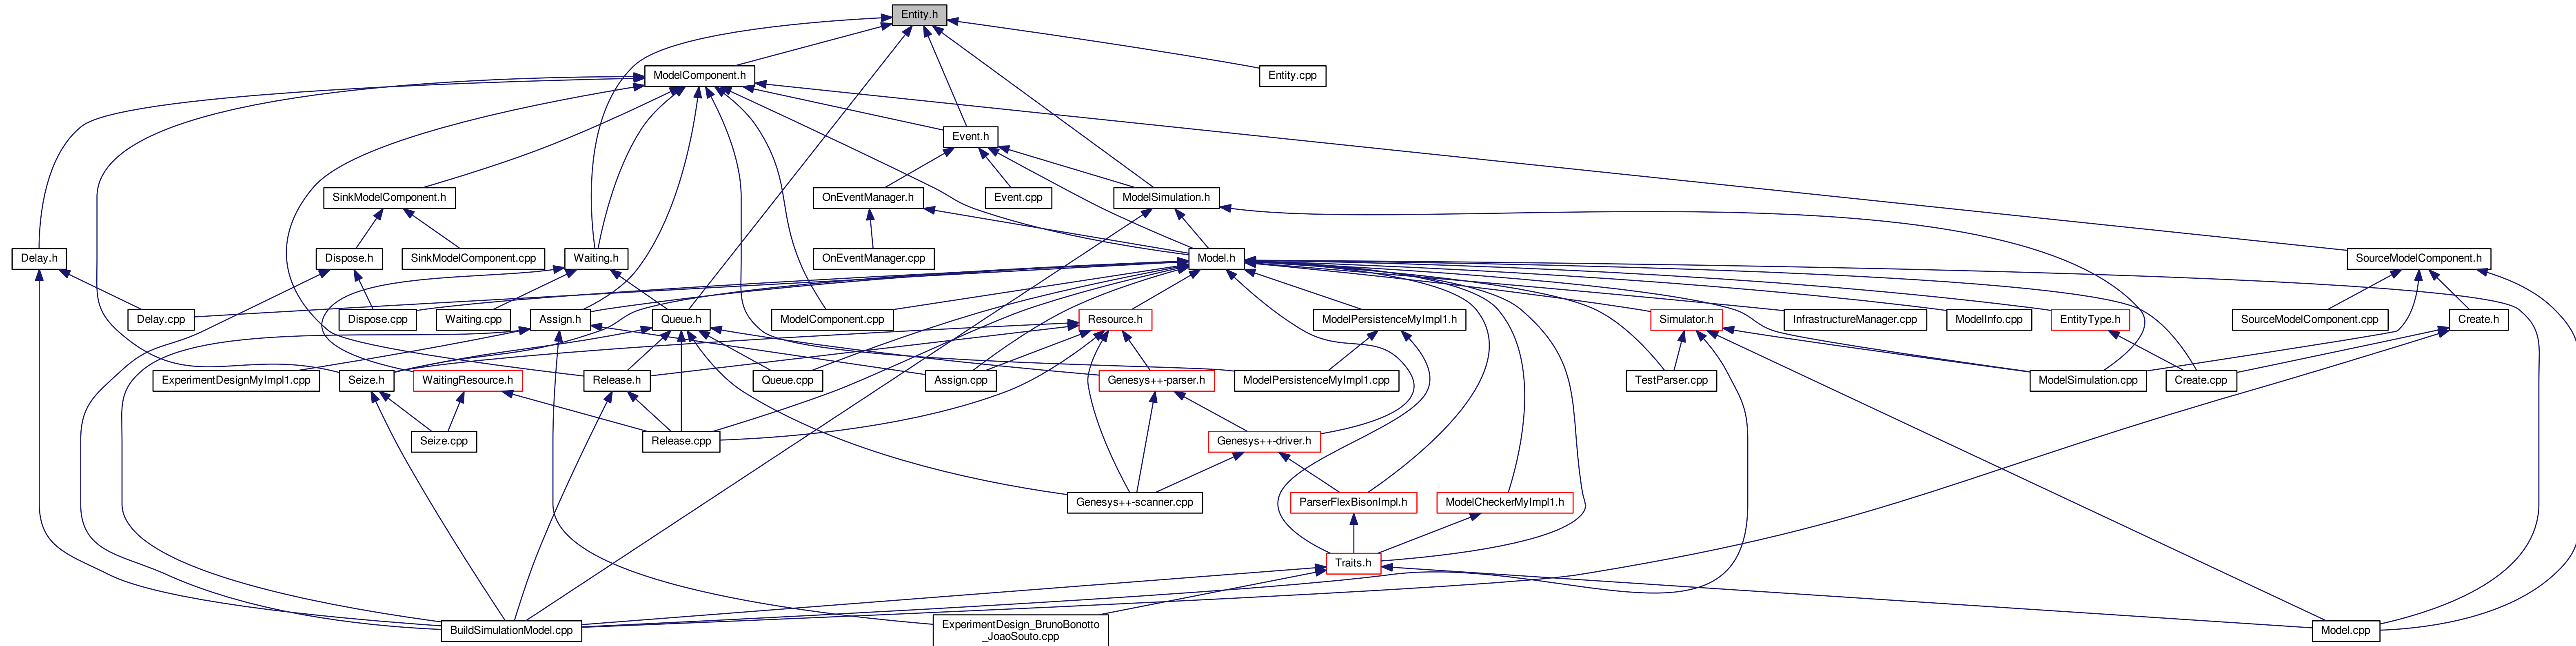 Entity.h
ModelComponent.h
Entity.cpp
Event.h
SinkModelComponent.h
OnEventManager.h
Event.cpp
ModelSimulation.h
Delay.h
Dispose.h
SinkModelComponent.cpp
Waiting.h
OnEventManager.cpp
Model.h
SourceModelComponent.h
Delay.cpp
Dispose.cpp
Waiting.cpp
Assign.h
Queue.h
ModelComponent.cpp
Resource.h
ModelPersistenceMyImpl1.h
Simulator.h
InfrastructureManager.cpp
ModelInfo.cpp
EntityType.h
SourceModelComponent.cpp
Create.h
ExperimentDesignMyImpl1.cpp
Seize.h
WaitingResource.h
Release.h
Queue.cpp
Assign.cpp
Genesys++-parser.h
ModelPersistenceMyImpl1.cpp
TestParser.cpp
ModelSimulation.cpp
Create.cpp
Seize.cpp
Release.cpp
Genesys++-driver.h
Genesys++-scanner.cpp
ParserFlexBisonImpl.h
ModelCheckerMyImpl1.h
Traits.h
BuildSimulationModel.cpp
ExperimentDesign_BrunoBonotto
_JoaoSouto.cpp
Model.cpp